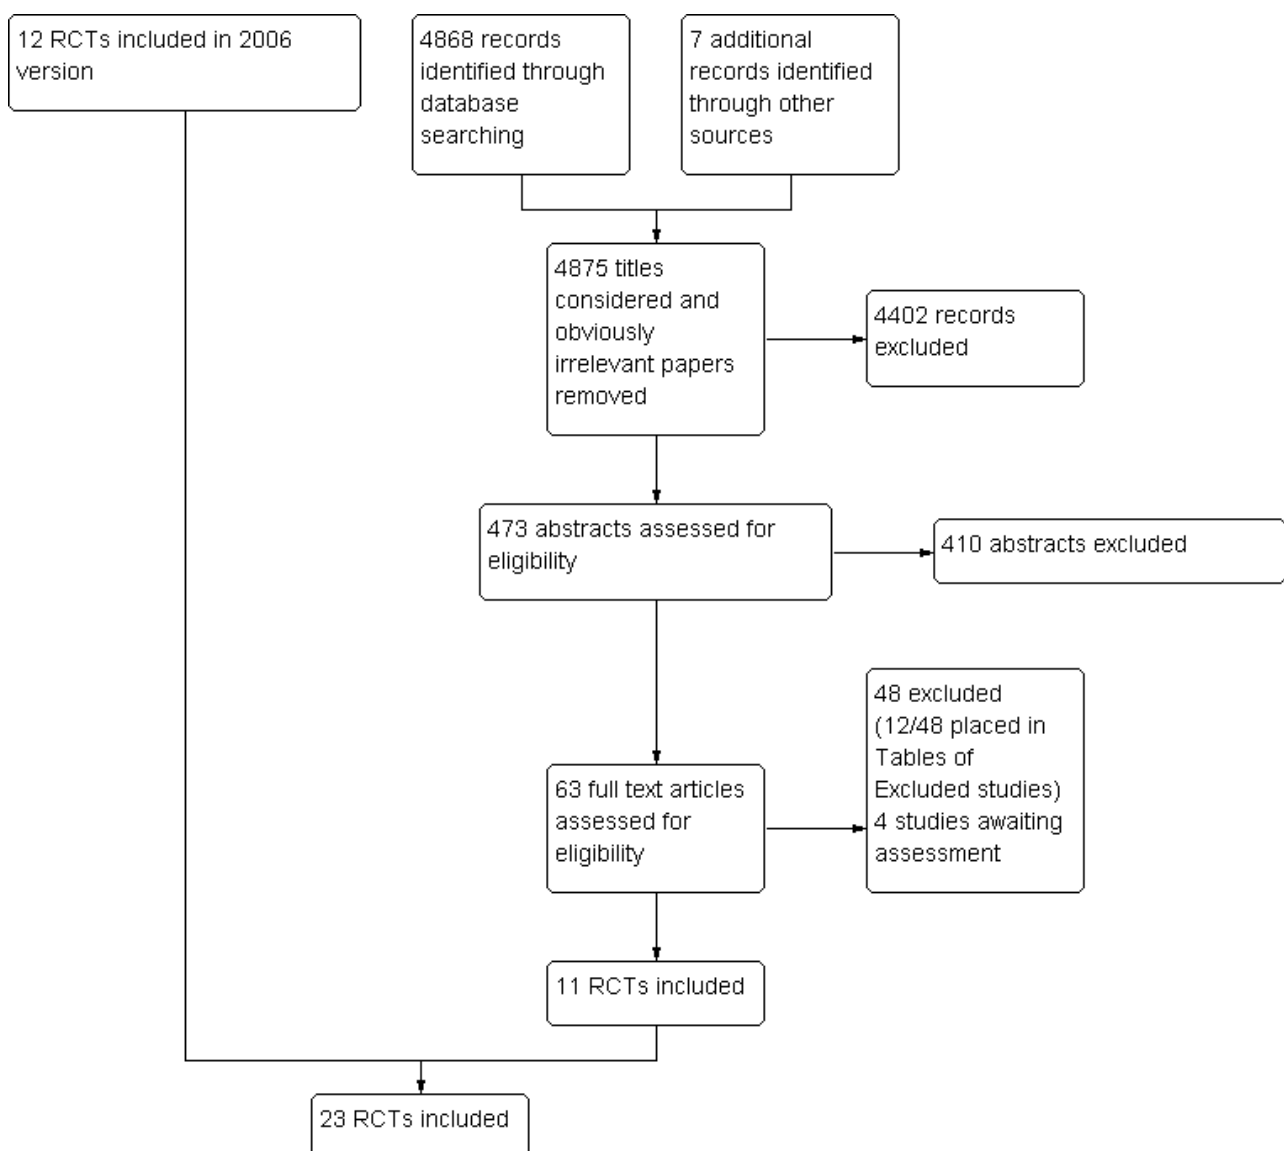 12 RCTs included in 2006
version
4868 records
identified through
database
searching
7 additional
records identified
through other
sources
4875 titles
considered and
obviously
irrelevant papers
removed
4402 records
excluded
473 abstracts assessed for
eligibility
410 abstracts excluded
63 full text articles
assessed for
eligibility
48 excluded
(12/48 placed in
Tables of
Excluded studies)
4 studies awaiting
assessment
11 RCTs included
23 RCTs included